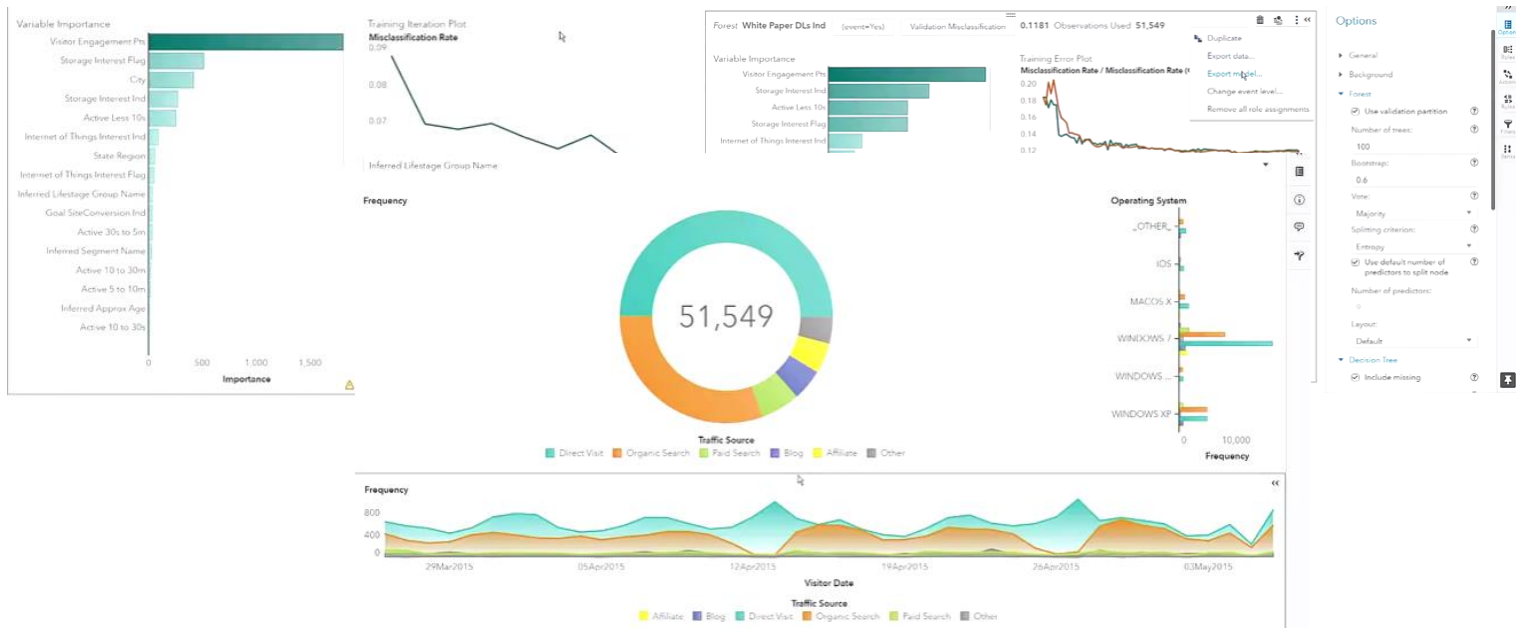 Variable Importance
Visitor Engagement Pts
Storage Interest Flag
City
Storage Interest Ind
Active Less 10s
Internet of Things Interest Ind
State Region
Internet of Things Interest Flag
Inferred Lifestage Group Name
Goal SiteConversion Ind
Active 30s to 5m
Inferred Segment Name
Active 10 to 30m
Active 5 to 10m
Inferred Approx Age
Active 10 to 30s
0 500 1,000 1,500
Importance
Training Iteration Plot
Misclassification Rate
0.09
0.08
0.07
Forest White Paper DLs Ind (event=Yes) Validation Misclassification 0.1181 Observations Used 51,549
Variable Importance
Visitor Engagement Pts
Storage Interest Ind
Active Less 10s
Storage Interest Flag
Internet of Things Interest Ind
Training Error Plot
Misclassification Rate / Misclassification Rate (
0.20
0.18
0.16
0.14
0.12
Duplicate
Export data...
Export model...
Change event level...
Remove all role assignments
Options
General
Background
Forest
Use validation partition
Number of trees:
100
Bootstrap:
0.6
Vote:
Majority
Splitting criterion:
Entropy
Use default number of
predictors to split node
Number of predictors:
Layout:
Default
Decision Tree
Include missing
Inferred Lifestage Group Name
Frequency
51,549
Traffic Source
Direct Visit Organic Search Paid Search Blog Affiliate Other
Operating System
_OTHER_
IOS
MACOS X
WINDOWS 7
WINDOWS ...
WINDOWS XP
0 10,000
Frequency
Frequency
800
400
0
29Mar2015 05Apr2015 12Apr2015 19Apr2015 26Apr2015 03May2015
Visitor Date
Traffic Source
Affiliate Blog Direct Visit Organic Search Paid Search Other